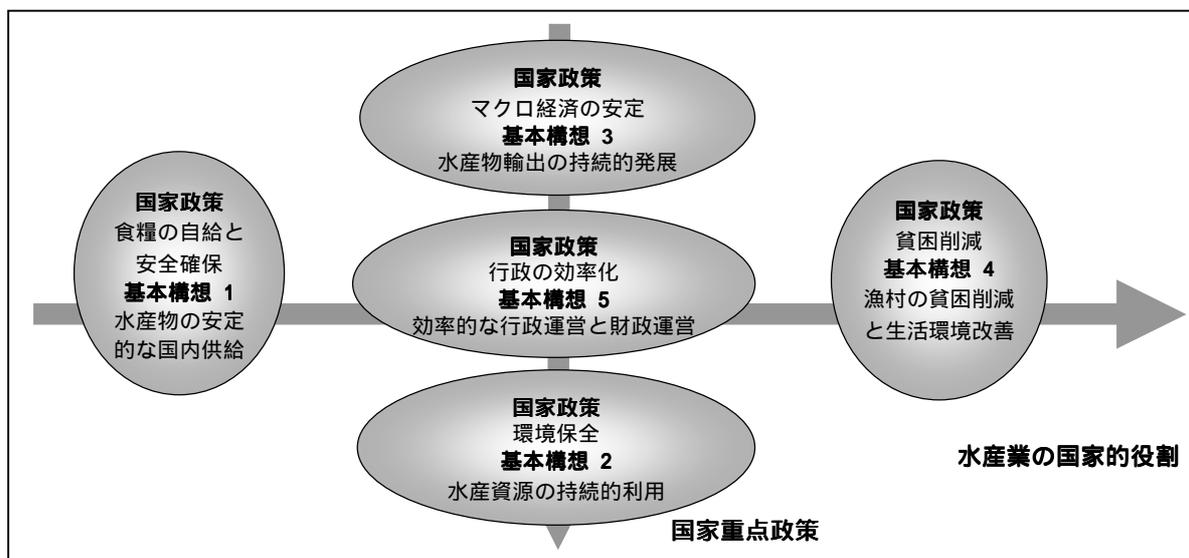 国家政策
マクロ経済の安定
基本構想 3
水産物輸出の持続的発展
国家政策
食糧の自給と
安全確保
基本構想 1
水産物の安定
的な国内供給
国家政策
行政の効率化
基本構想 5
効率的な行政運営と財政運営
国家政策
貧困削減
基本構想 4
漁村の貧困削減
と生活環境改善
国家政策
環境保全
基本構想 2
水産資源の持続的利用
水産業の国家的役割
国家重点政策